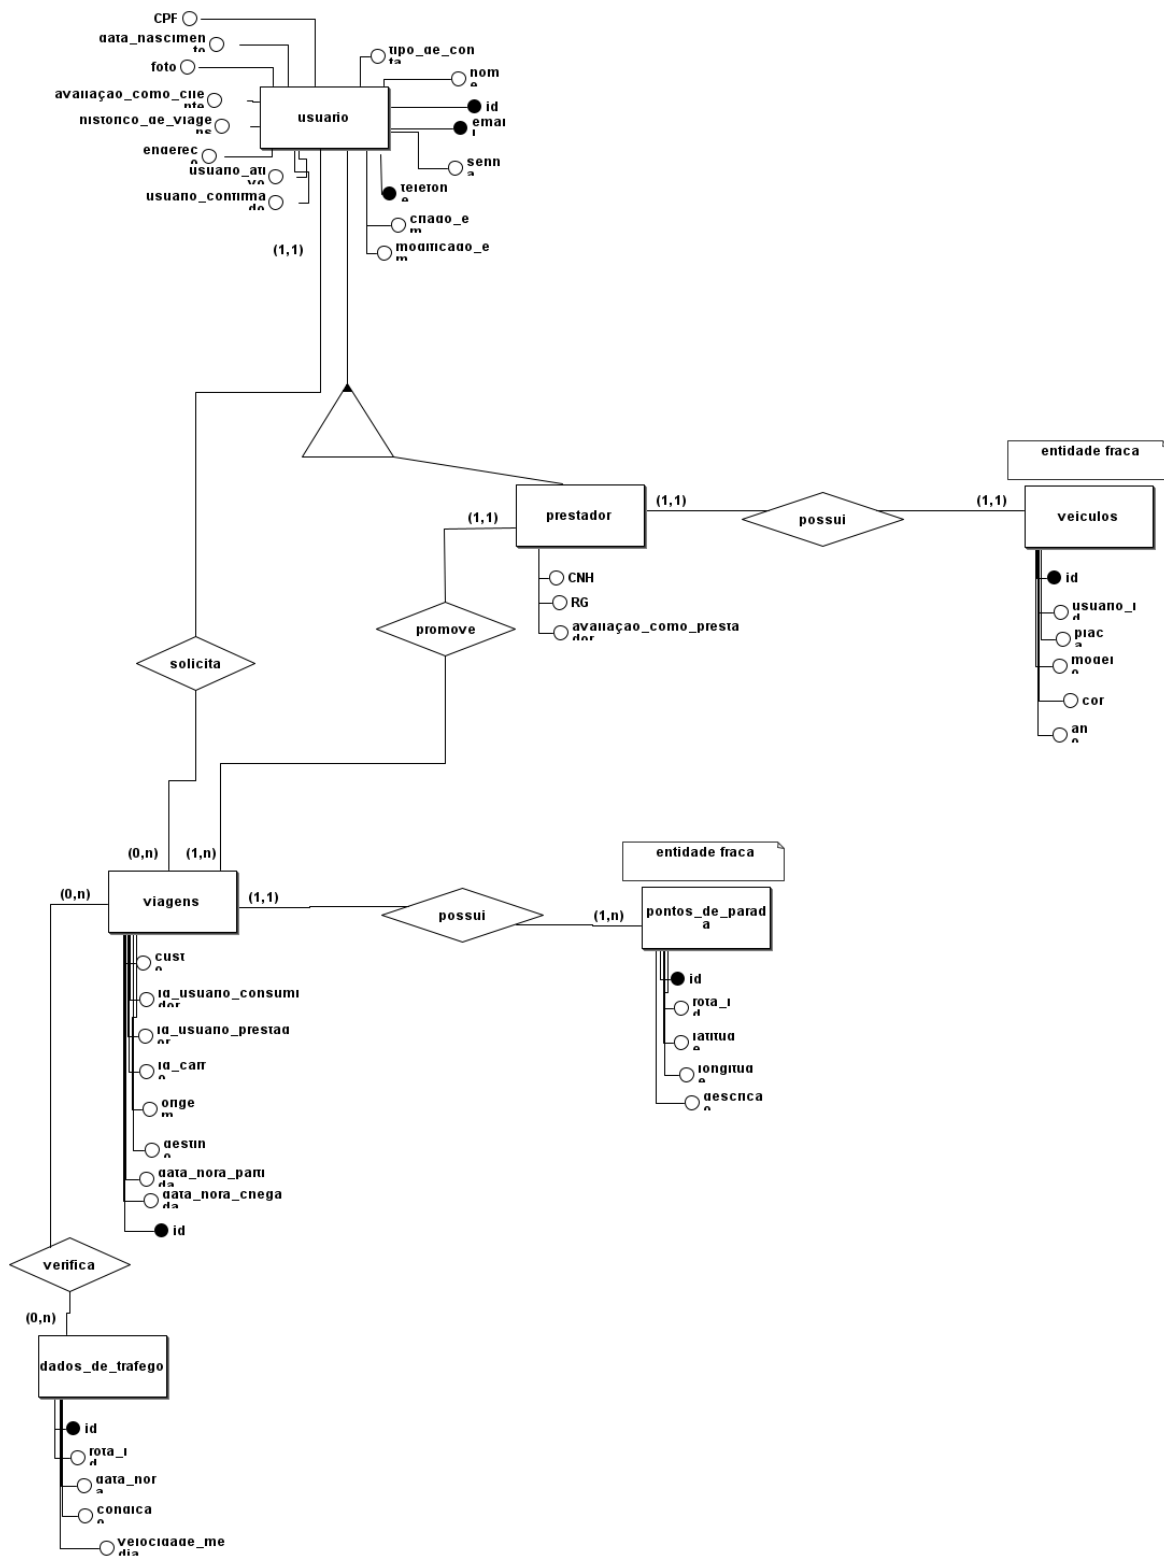 CPF
data_nascime
nto
foto
avaliação_como_clie
nte
historico_de_viage
ns
enderec
o
usuario_ati
vo
usuario_confirma
do
usuario
tipo_de_con
ta
nom
e
id
emai
l
senh
a
telefon
e
criado_e
m
modificado_e
m
(1,1)
entidade fraca
prestador
(1,1)
possui
(1,1)
veiculos
(1,1)
CNH
RG
avaliaçao_como_presta
dor
id
usuario_i
d
plac
a
model
o
cor
an
o
promove
solicita
(0,n)
(1,n)
(0,n)
viagens
(1,1)
possui
(1,n)
entidade fraca
pontos_de_parad
a
cust
o
id_usuario_consumi
dor
id_usuario_prestad
or
id_carr
o
orige
m
destin
o
data_hora_parti
da
data_hora_chega
da
id
id
rota_i
d
latitud
e
longitud
e
descrica
o
verifica
(0,n)
dados_de_trafego
id
rota_i
d
data_hor
a
condica
o
velocidade_me
dia